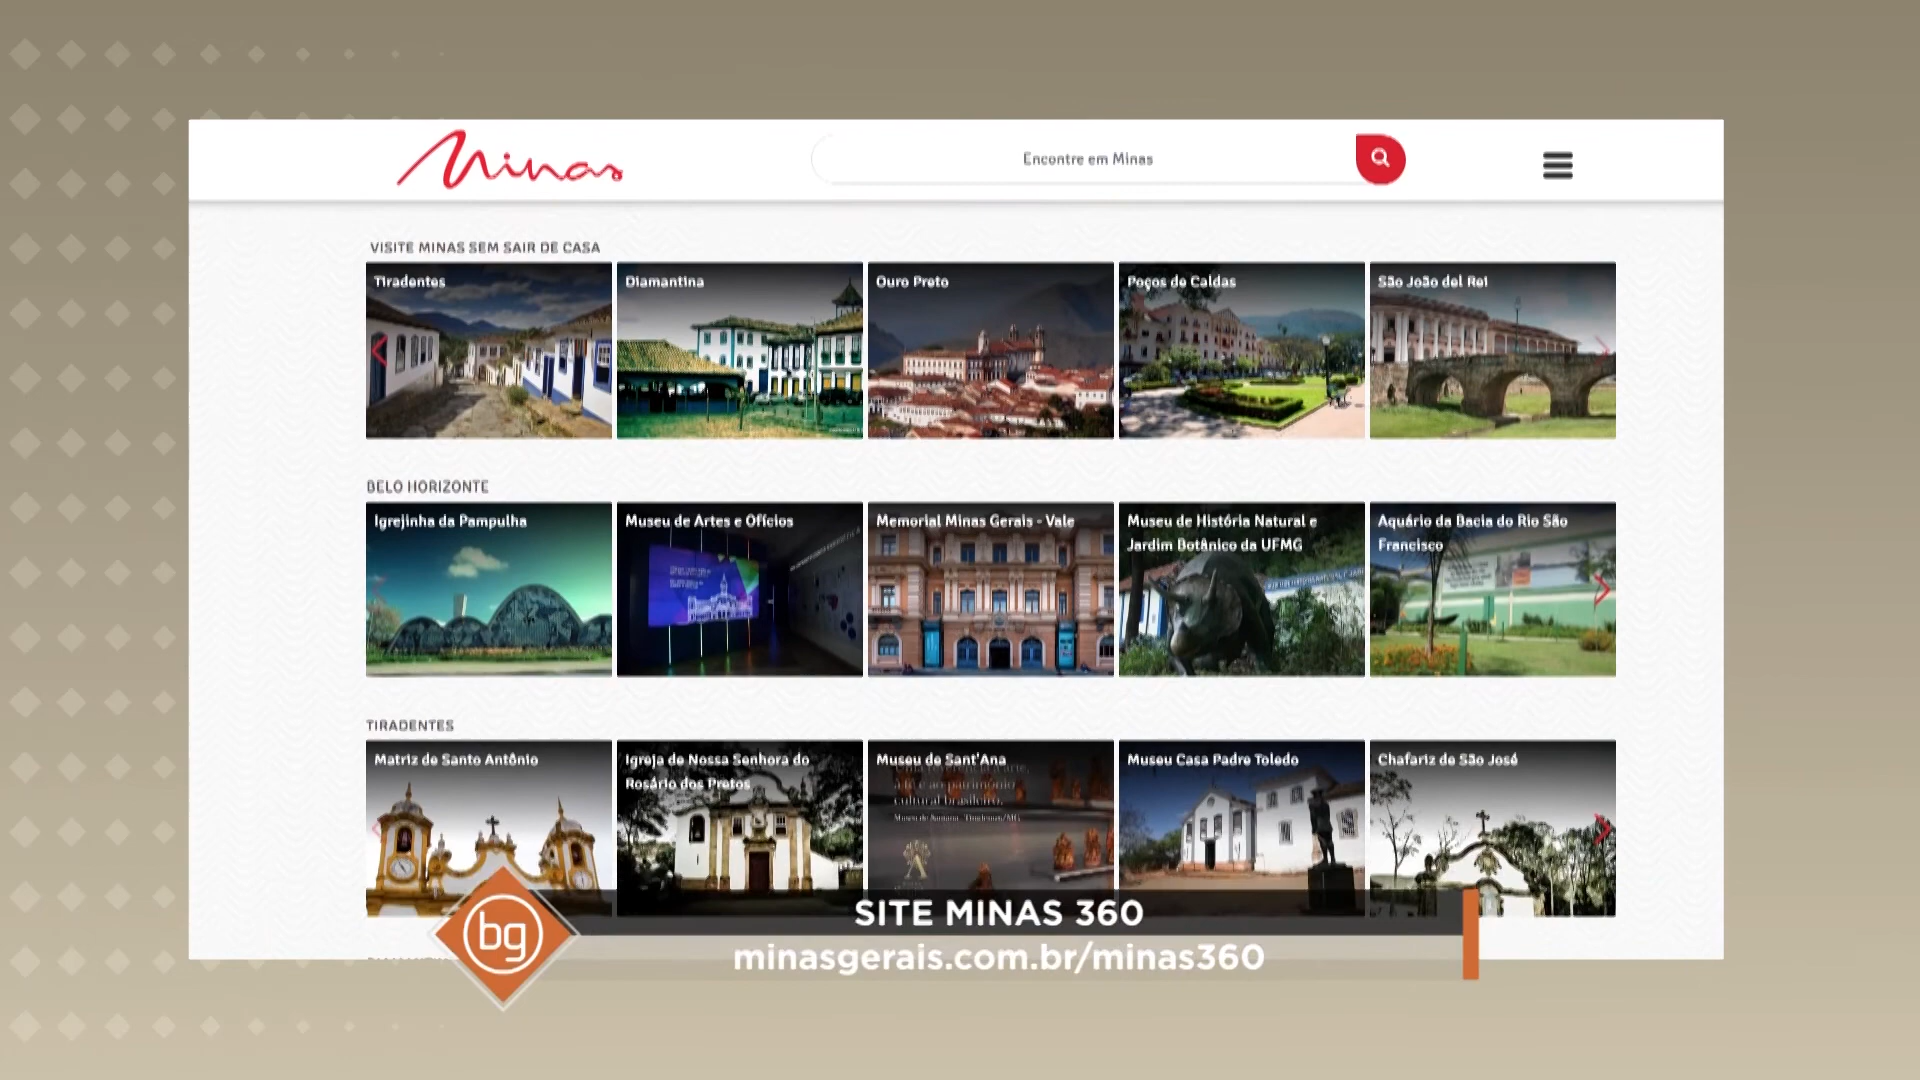 Minas
Encontre em Minas
VISITE MINAS SEM SAIR DE CASA
Tiradentes
Diamantina
Ouro Preto
Poços de Caldas
São João del Rei
BELO HORIZONTE
Igrejinha da Pampulha
Museu de Artes e Ofícios
Memorial Minas Gerais - Vale
Museu de História Natural e
Jardim Botânico da UFMG
Aquário da Bacia do Rio São
Francisco
TIRADENTES
Matriz de Santo Antônio
Igreja de Nossa Senhora do
Rosário dos Pretos
Museu de Sant'Ana
cultural brasileiro.
Museu Casa Padre Toledo
Chafariz de São José
bg
SITE MINAS 360
minasgerais.com.br/minas360